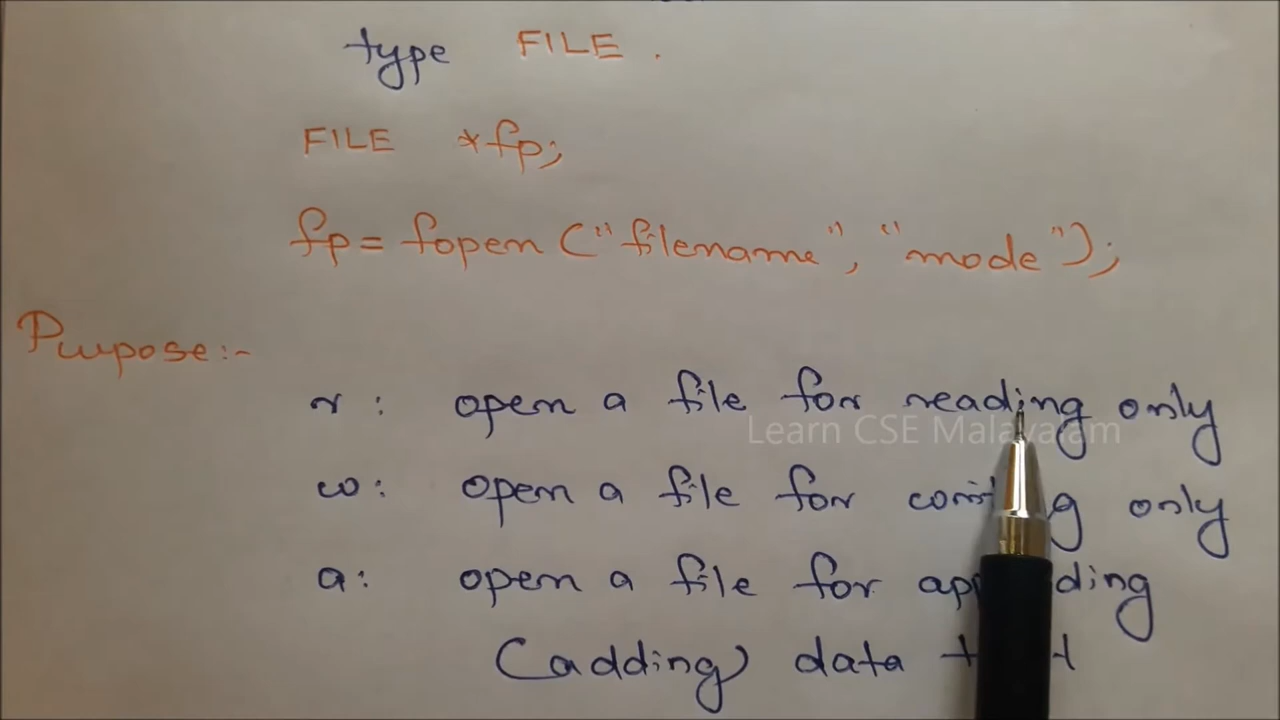 type FILE .
FILE *fp;
fp = fopen ("filename", "mode");
Purpose:-
r : open a file for reading only
Learn CSE Malayalam
w : open a file for only
a : open a file for
(adding) data